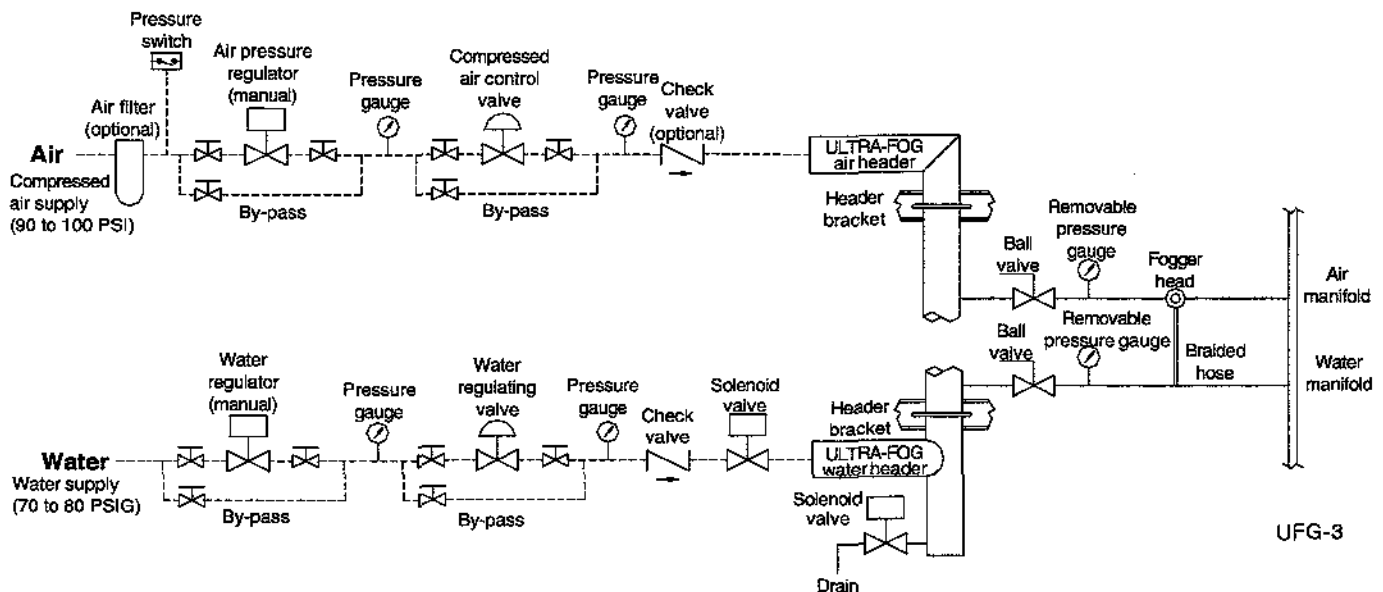 Pressure
switch
Air pressure
regulator
(manual)
Pressure
gauge
Compressed
air control
valve
Pressure
gauge
Check
valve
(optional)
Air filter
(optional)
Air
Compressed
air supply
(90 to 100 PSI)
By-pass
By-pass
ULTRA-FOG
air header
Header
bracket
Ball
valve
Removable
pressure
gauge
Fogger
head
Air
manifold
Ball
valve
Removable
pressure gauge
Braided
hose
Water
manifold
Water
regulator
(manual)
Pressure
gauge
Water
regulating
valve
Pressure
gauge
Check
valve
Solenoid
valve
Header
bracket
Water
Water supply
(70 to 80 PSIG)
By-pass
By-pass
ULTRA-FOG
water header
Solenoid
valve
Drain
UFG-3